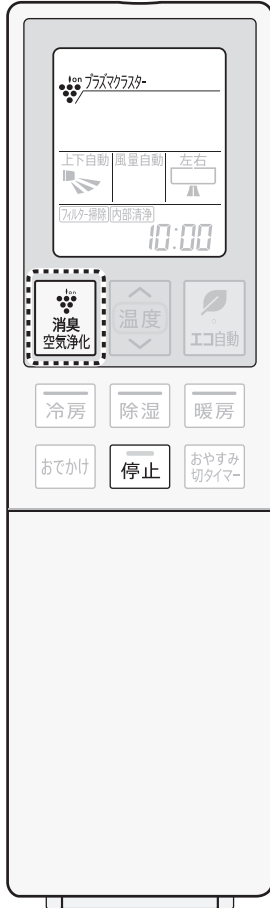 ion プラズマクラスター
上下自動 風量自動 左右
フィルター掃除 内部清浄
10:00
ion
消臭
空気浄化
温度
エコ自動
冷房 除湿 暖房
おでかけ 停止 おやすみ
切タイマー